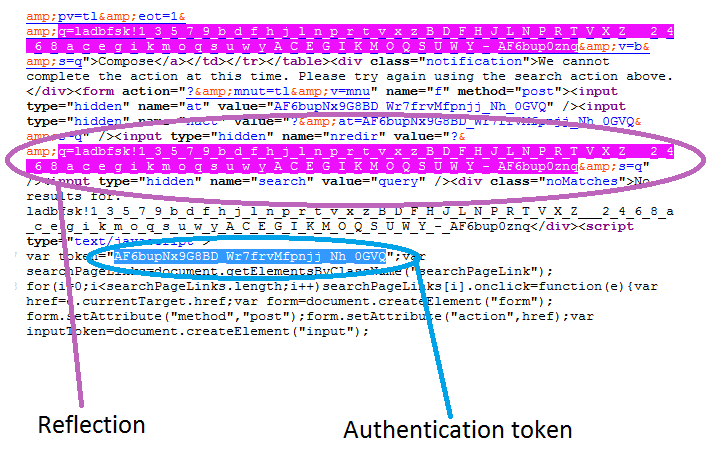 amp;pv=tl&amp;eot=1&
amp;q=ladbfsk!1_3_5_7_9_b_d_f_h_j_l_n_p_r_t_v_x_z_B_D_F_H_J_L_N_P_R_T_V_X_Z___2_4
_6_8_a_c_e_g_i_k_m_o_q_s_u_w_y_A_C_E_G_I_K_M_O_Q_S_U_W_Y_-_AF6bup0znq&amp;v=b&
amp;s=q">Compose</a></td></tr></table><div class="notification">We cannot
complete the action at this time. Please try again using the search action above.
</div><form action="?&amp;mnut=tl&amp;v=mnu" name="f" method="post"><input
type="hidden" name="at" value="AF6bupNx9G8BD_Wr7frvMfpnjj_Nh_0GVQ" /><input
type="hidden" name="nact" value="?&amp;at=AF6bupNx9G8BD_Wr7frvMfpnjj_Nh_0GVQ&
amp;s=q" /><input type="hidden" name="nredir" value="?&
amp;q=ladbfsk!1_3_5_7_9_b_d_f_h_j_l_n_p_r_t_v_x_z_B_D_F_H_J_L_N_P_R_T_V_X_Z___2_4
_6_8_a_c_e_g_i_k_m_o_q_s_u_w_y_A_C_E_G_I_K_M_O_Q_S_U_W_Y_-_AF6bup0znq&amp;s=q"
/><input type="hidden" name="search" value="query" /><div class="noMatches">No
results for:
ladbfsk!1_3_5_7_9_b_d_f_h_j_l_n_p_r_t_v_x_z_B_D_F_H_J_L_N_P_R_T_V_X_Z___2_4_6_8_a
_c_e_g_i_k_m_o_q_s_u_w_y_A_C_E_G_I_K_M_O_Q_S_U_W_Y_-_AF6bup0znq</div><script
type="text/javascript">
var token="AF6bupNx9G8BD_Wr7frvMfpnjj_Nh_0GVQ";var
searchPageLinks=document.getElementsByClassName("searchPageLink");
for(i=0;i<searchPageLinks.length;i++)searchPageLinks[i].onclick=function(e){var
href=e.currentTarget.href;var form=document.createElement("form");
form.setAttribute("method","post");form.setAttribute("action",href);var
inputToken=document.createElement("input");
Reflection
Authentication token